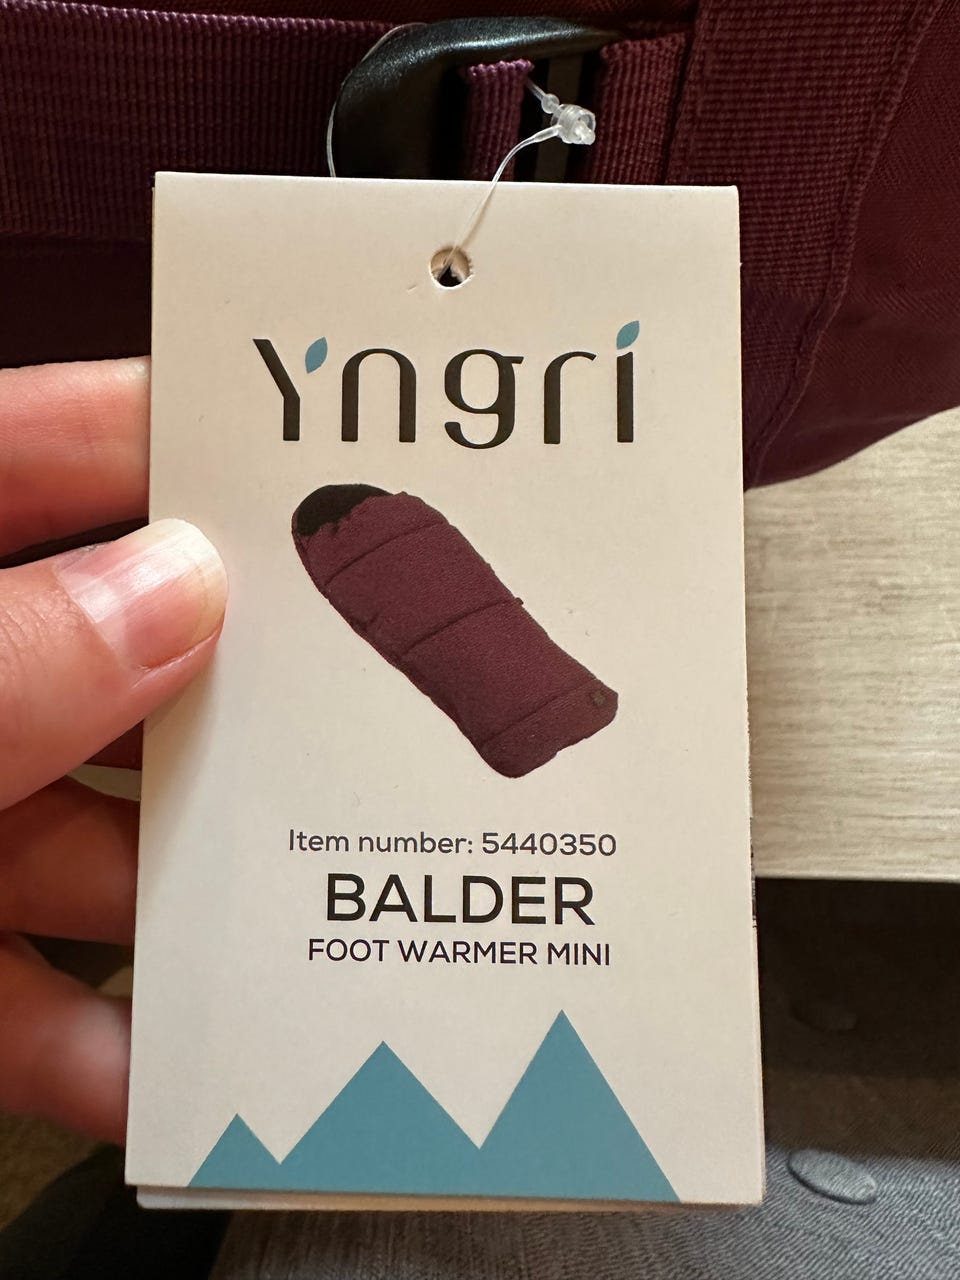 Yngri
Item number: 5440350
BALDER
FOOT WARMER MINI